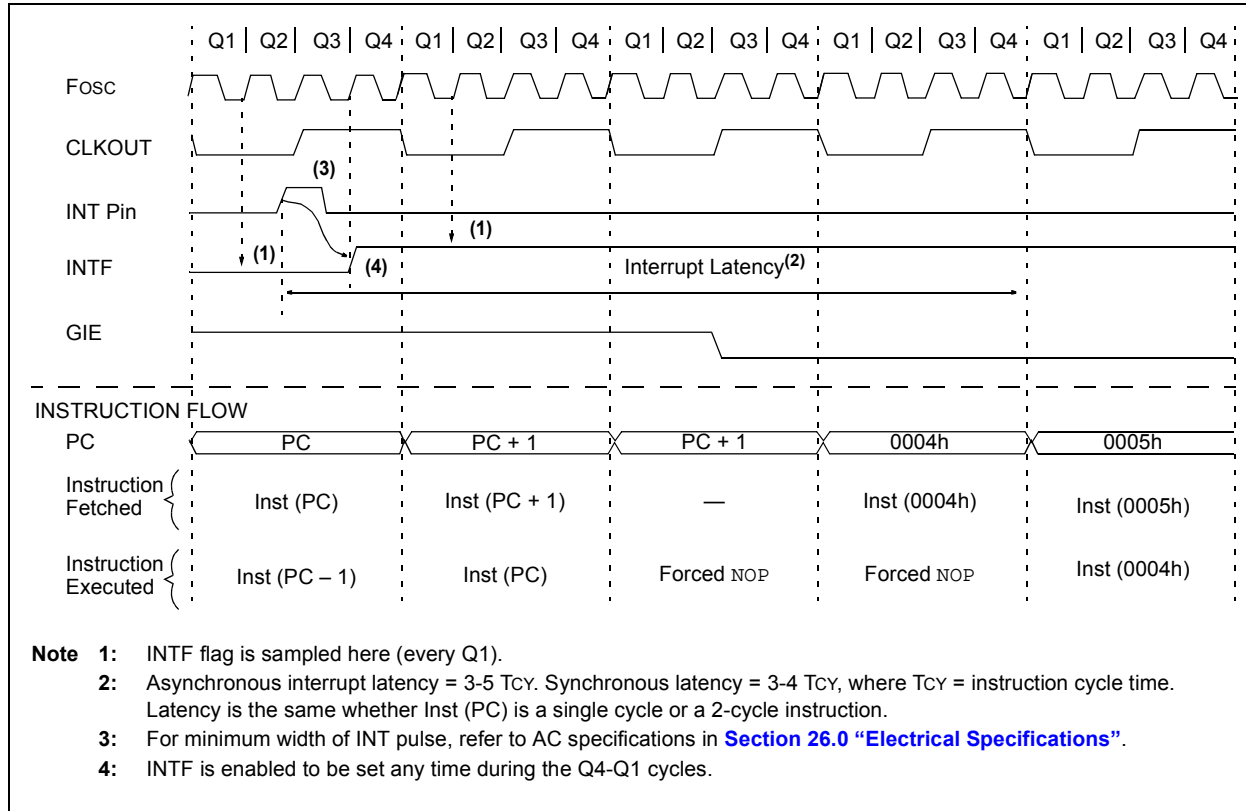 Q1 | Q2 | Q3 | Q4 Q1 | Q2 | Q3 | Q4 Q1 | Q2 | Q3 | Q4 Q1 | Q2 | Q3 | Q4 Q1 | Q2 | Q3 | Q4
FOSC
CLKOUT
(3)
INT Pin
(1) (1)
INTF (4) Interrupt Latency(2)
GIE
INSTRUCTION FLOW
PC PC PC + 1 PC + 1 0004h 0005h
Instruction
Fetched
Inst (PC) Inst (PC + 1) — Inst (0004h) Inst (0005h)
Instruction
Executed
Inst (PC – 1) Inst (PC) Forced NOP Forced NOP Inst (0004h)
Note 1: INTF flag is sampled here (every Q1).
2: Asynchronous interrupt latency = 3-5 TCY. Synchronous latency = 3-4 TCY, where TCY = instruction cycle time.
Latency is the same whether Inst (PC) is a single cycle or a 2-cycle instruction.
3: For minimum width of INT pulse, refer to AC specifications in Section 26.0 “Electrical Specifications”.
4: INTF is enabled to be set any time during the Q4-Q1 cycles.